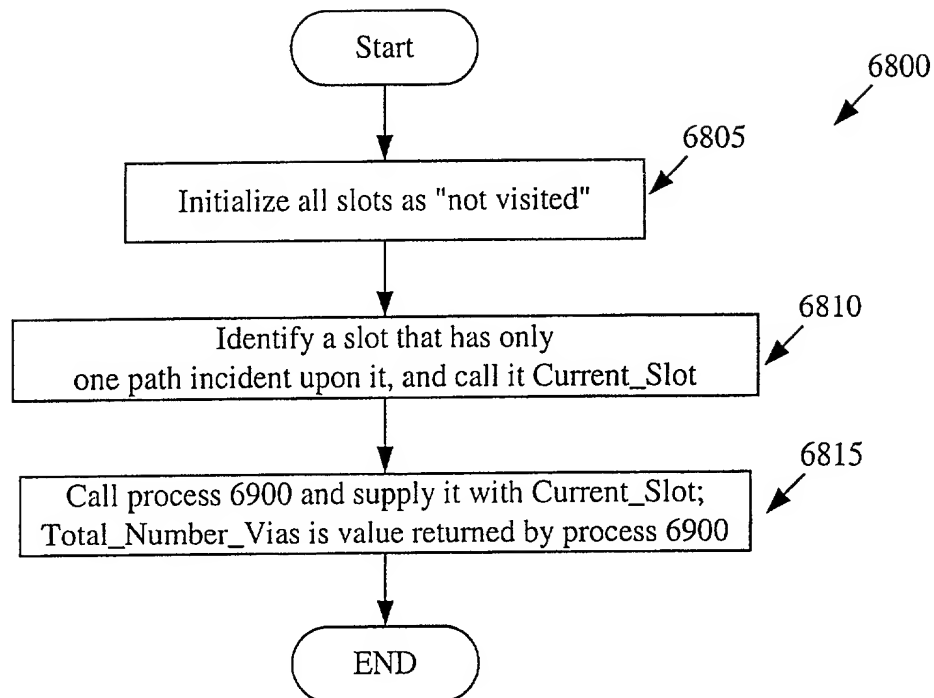 Start
6800
6805
Initialize all slots as "not visited"
6810
Identify a slot that has only
one path incident upon it, and call it Current_Slot
6815
Call process 6900 and supply it with Current_Slot;
Total_Number_Vias is value returned by process 6900
END